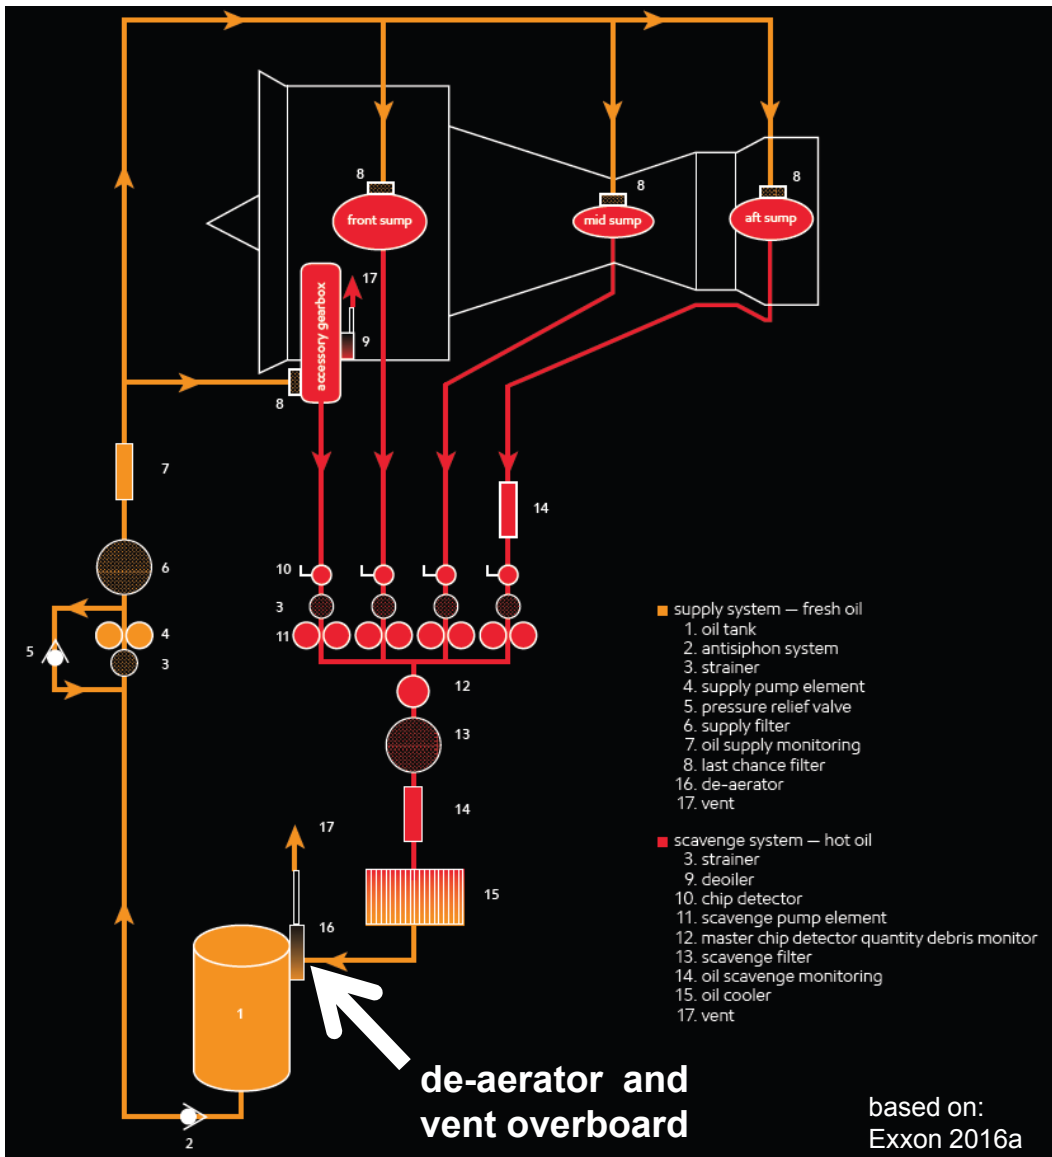 8
8
8
front sump
mid sump
aft sump
17
accessory gearbox
9
8
7
14
6
10
3
4
11
5
3
12
13
14
17
15
16
1
2
supply system — fresh oil
1. oil tank
2. antisiphon system
3. strainer
4. supply pump element
5. pressure relief valve
6. supply filter
7. oil supply monitoring
8. last chance filter
16. de-aerator
17. vent
scavenge system — hot oil
3. strainer
9. deoiler
10. chip detector
11. scavenge pump element
12. master chip detector quantity debris monitor
13. scavenge filter
14. oil scavenge monitoring
15. oil cooler
17. vent
de-aerator and
vent overboard
based on:
Exxon 2016a